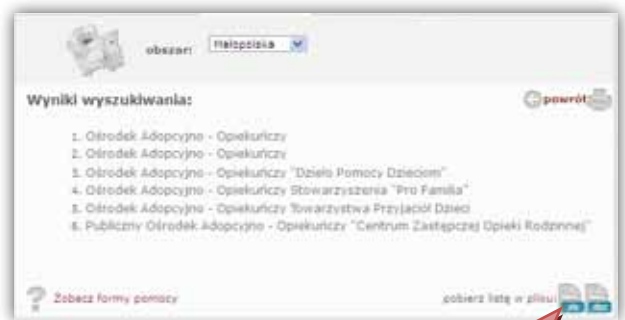 obszar: Małopolska
Wyniki wyszukiwania:
powrót
1. Ośrodek Adopcyjno - Opiekuńczy
2. Ośrodek Adopcyjno - Opiekuńczy
3. Ośrodek Adopcyjno - Opiekuńczy "Dzieło Pomocy Dzieciom"
4. Ośrodek Adopcyjno - Opiekuńczy Stowarzyszenia "Pro Familia"
5. Ośrodek Adopcyjno - Opiekuńczy Towarzystwa Przyjaciół Dzieci
6. Publiczny Ośrodek Adopcyjno - Opiekuńczy "Centrum Zastępczej Opieki Rodzinnej"
Zobacz formy pomocy
pobierz listę w pliku: